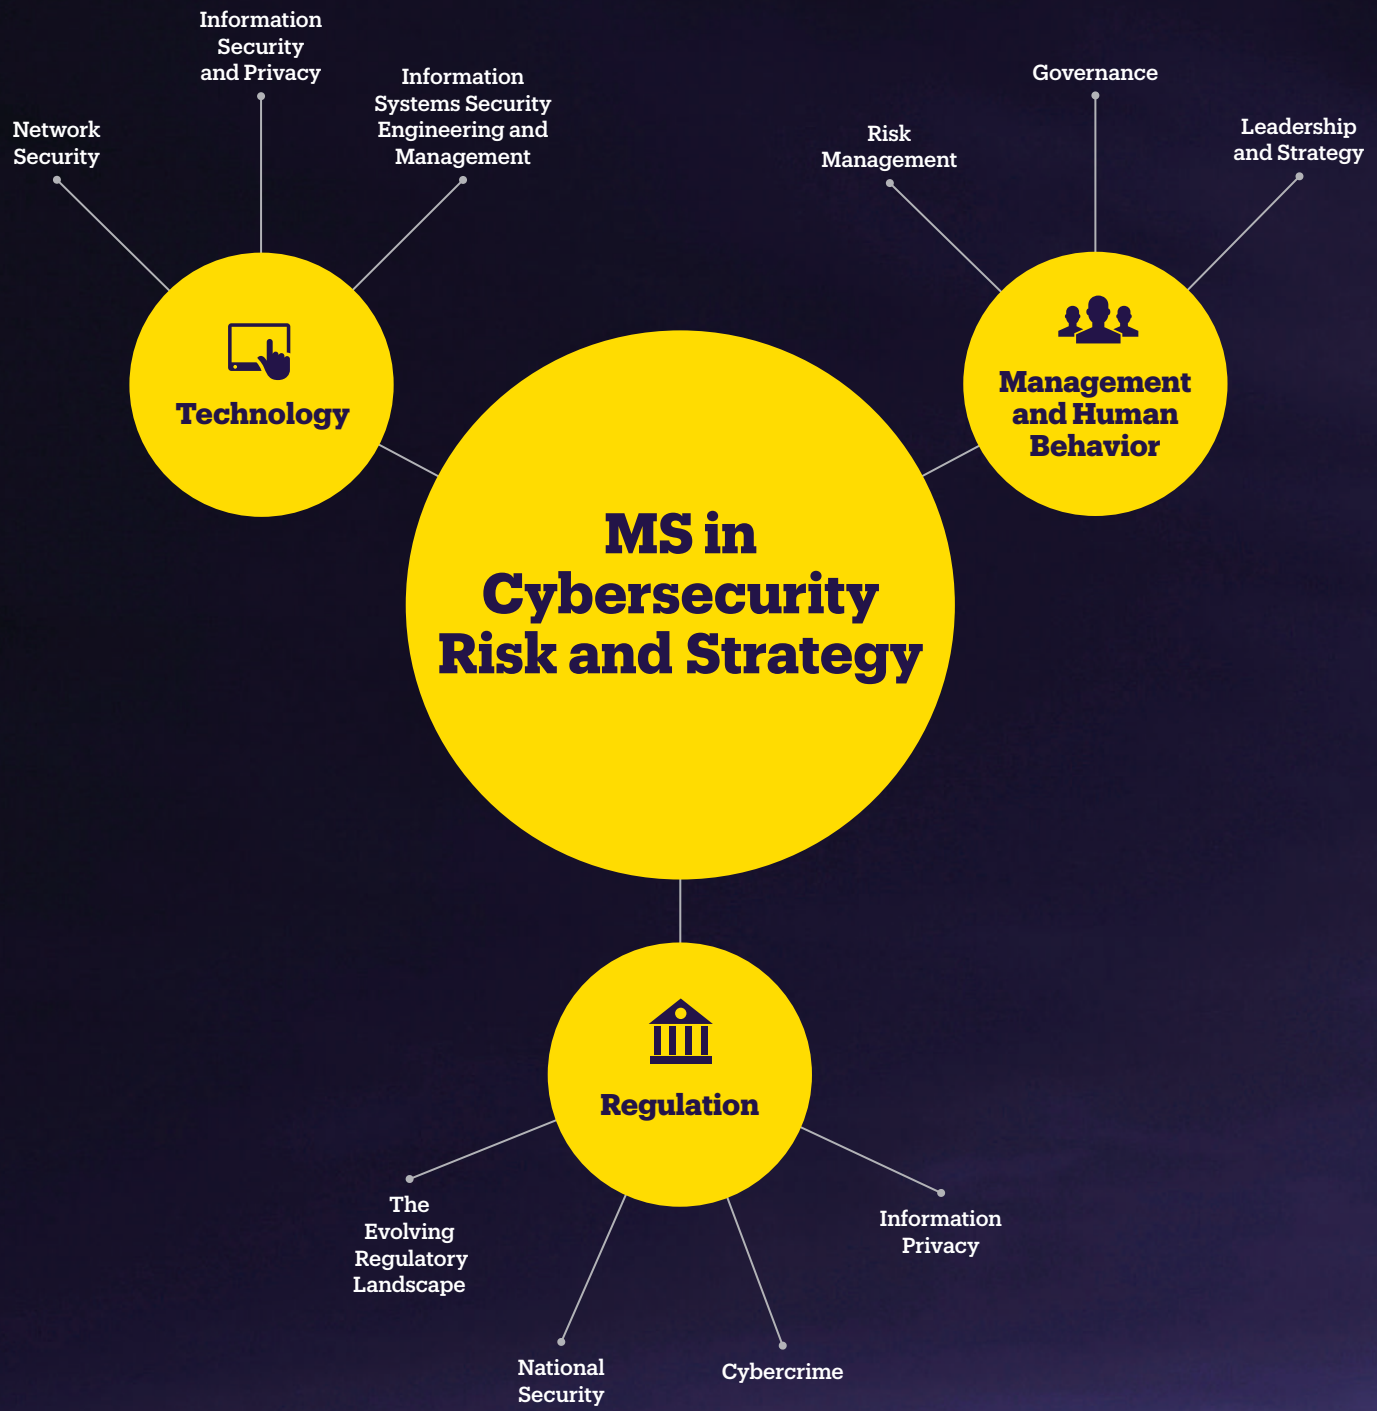 Information
Security
and Privacy
Network
Security
Information
Systems Security
Engineering and
Management
Technology
Governance
Risk
Management
Leadership
and Strategy
Management
and Human
Behavior
MS in
Cybersecurity
Risk and Strategy
Regulation
The
Evolving
Regulatory
Landscape
National
Security
Cybercrime
Information
Privacy